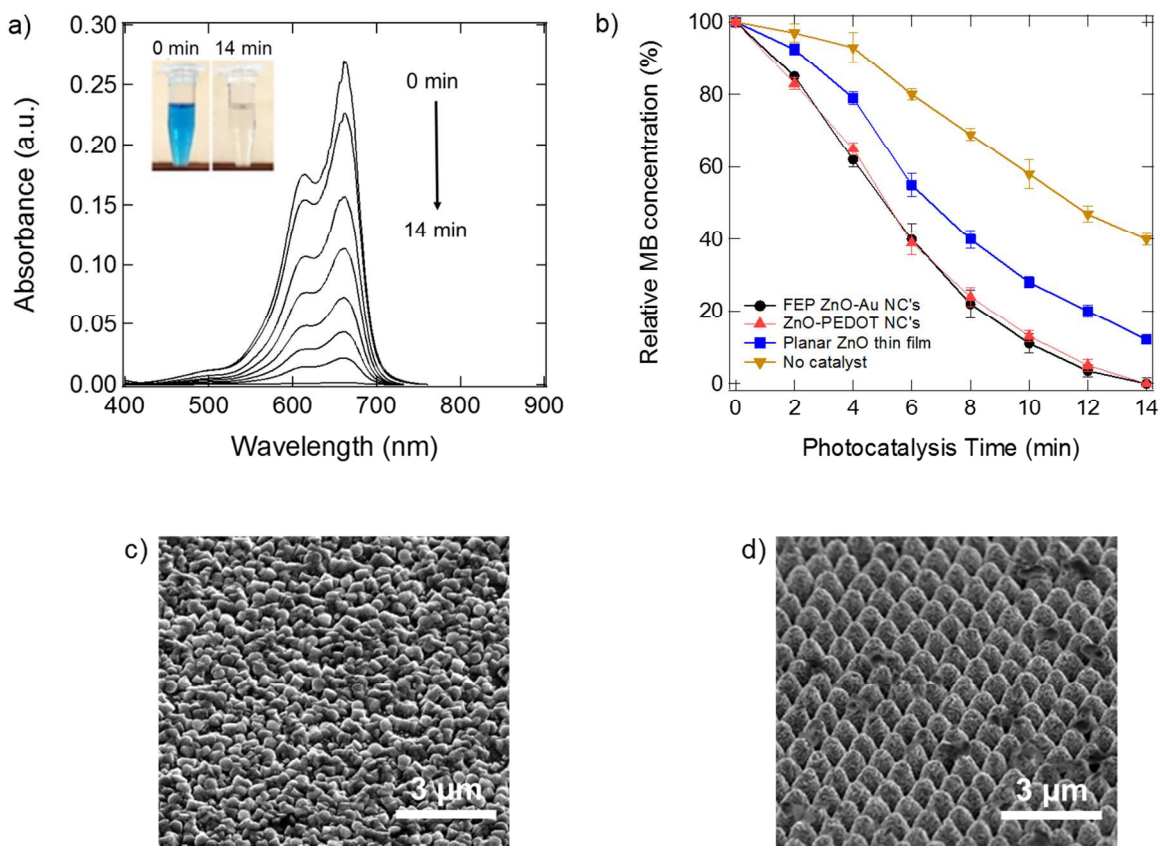 a)
0.30
0.25
0.20
0.15
0.10
0.05
0.00
Absorbance (a.u.)
0 min 14 min
0 min
14 min
400 500 600 700 800 900
Wavelength (nm)
b)
100
80
60
40
20
0
Relative MB concentration (%)
FEP ZnO-Au NC's
ZnO-PEDOT NC's
Planar ZnO thin film
No catalyst
0 2 4 6 8 10 12 14
Photocatalysis Time (min)
c)
3 µm
d)
3 µm